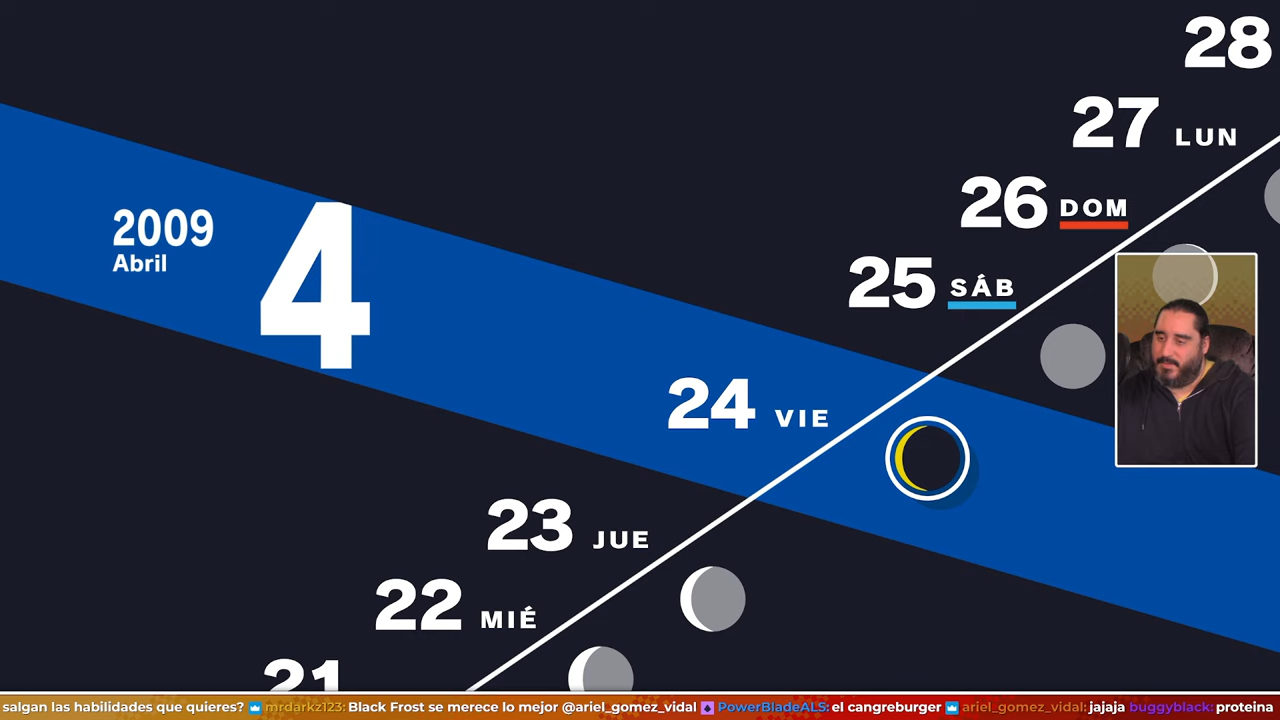 28
27 LUN
26 DOM
25 SÁB
2009
Abril
4
24 VIE
23 JUE
22 MIÉ
21
salgan las habilidades que quieres? mrdarkz123: Black Frost se merece lo mejor @ariel_gomez_vidal PowerBladeALS: el cangreburger ariel_gomez_vidal: jajaja buggyblack: proteina